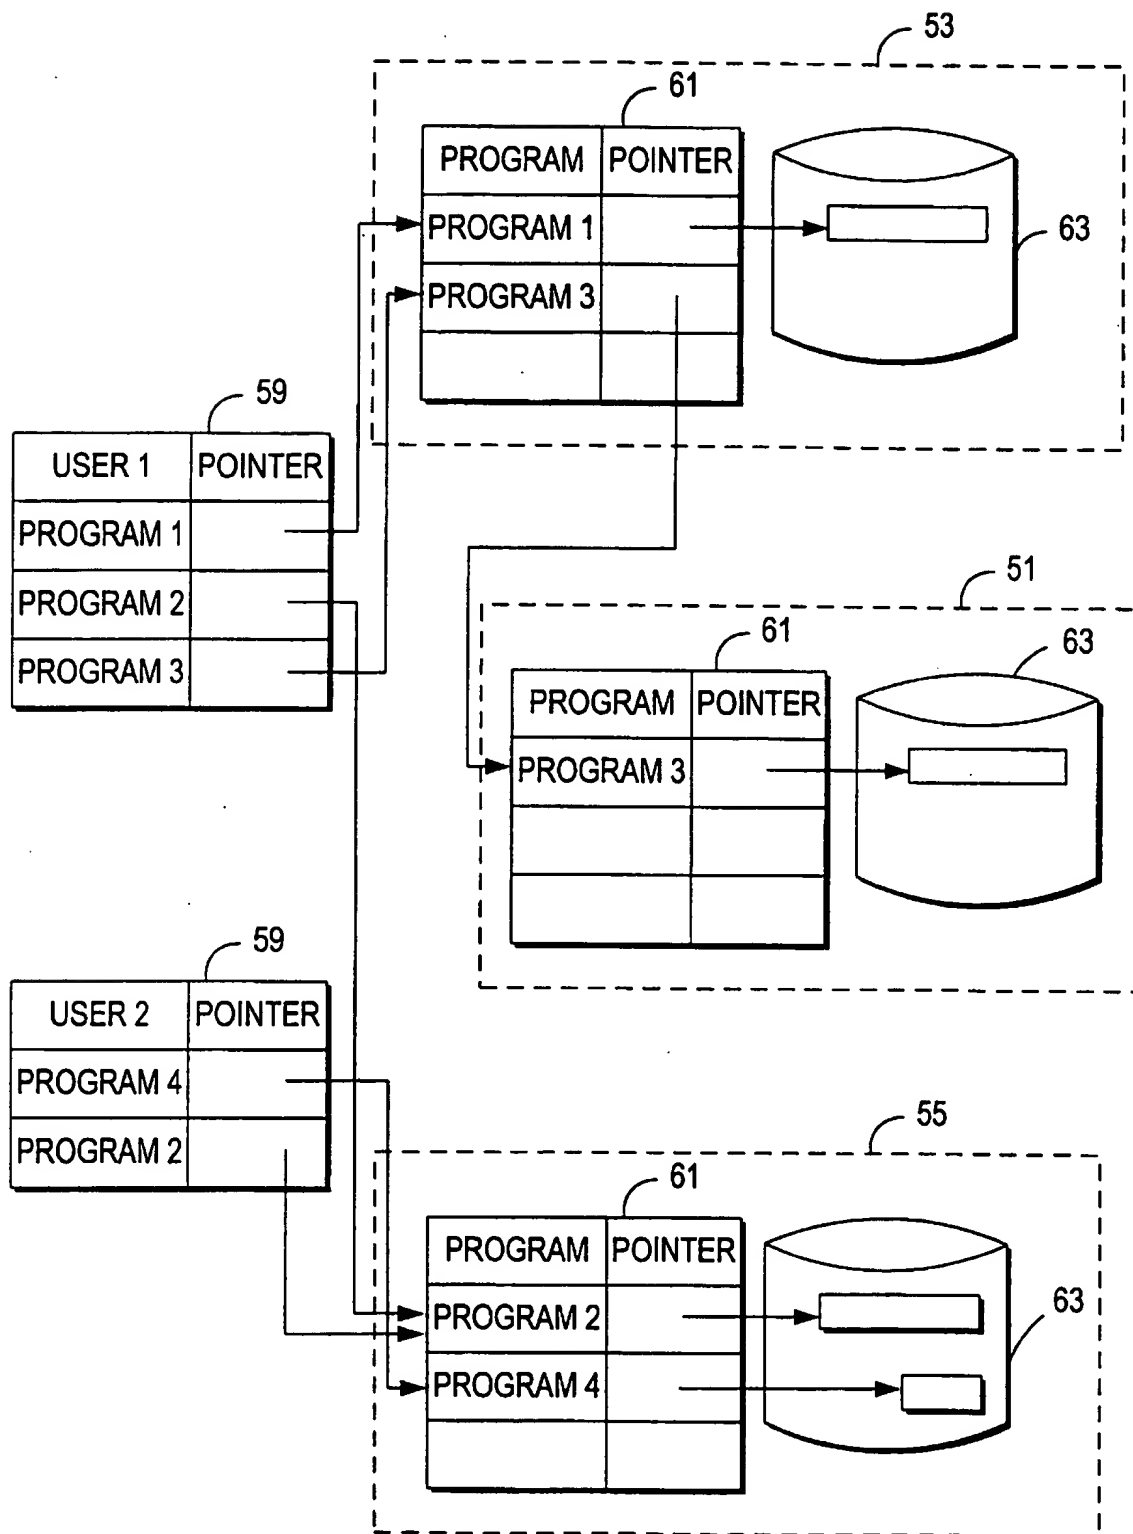 53
61
PROGRAM POINTER
PROGRAM 1
PROGRAM 3
63
59
USER 1 POINTER
PROGRAM 1
PROGRAM 2
PROGRAM 3
51
61
63
PROGRAM POINTER
PROGRAM 3
59
USER 2 POINTER
PROGRAM 4
PROGRAM 2
55
61
PROGRAM POINTER
PROGRAM 2
PROGRAM 4
63